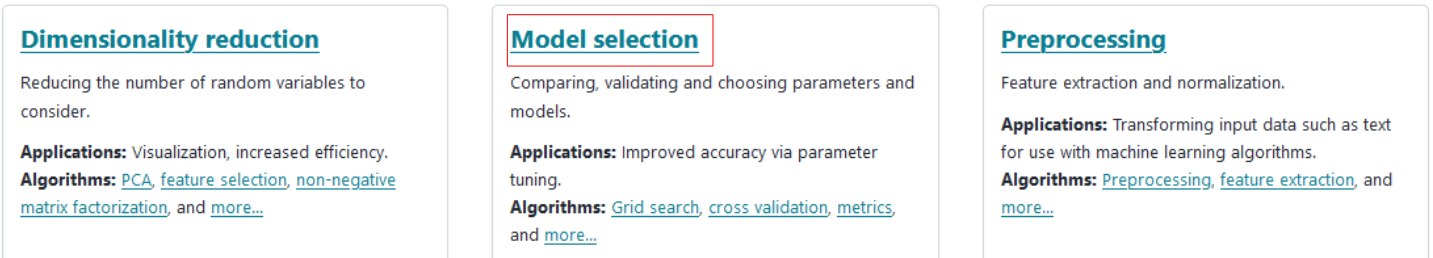 Dimensionality reduction
Reducing the number of random variables to
consider.
Applications: Visualization, increased efficiency.
Algorithms: PCA, feature selection, non-negative
matrix factorization, and more...
Model selection
Comparing, validating and choosing parameters and
models.
Applications: Improved accuracy via parameter
tuning.
Algorithms: Grid search, cross validation, metrics,
and more...
Preprocessing
Feature extraction and normalization.
Applications: Transforming input data such as text
for use with machine learning algorithms.
Algorithms: Preprocessing, feature extraction, and
more...